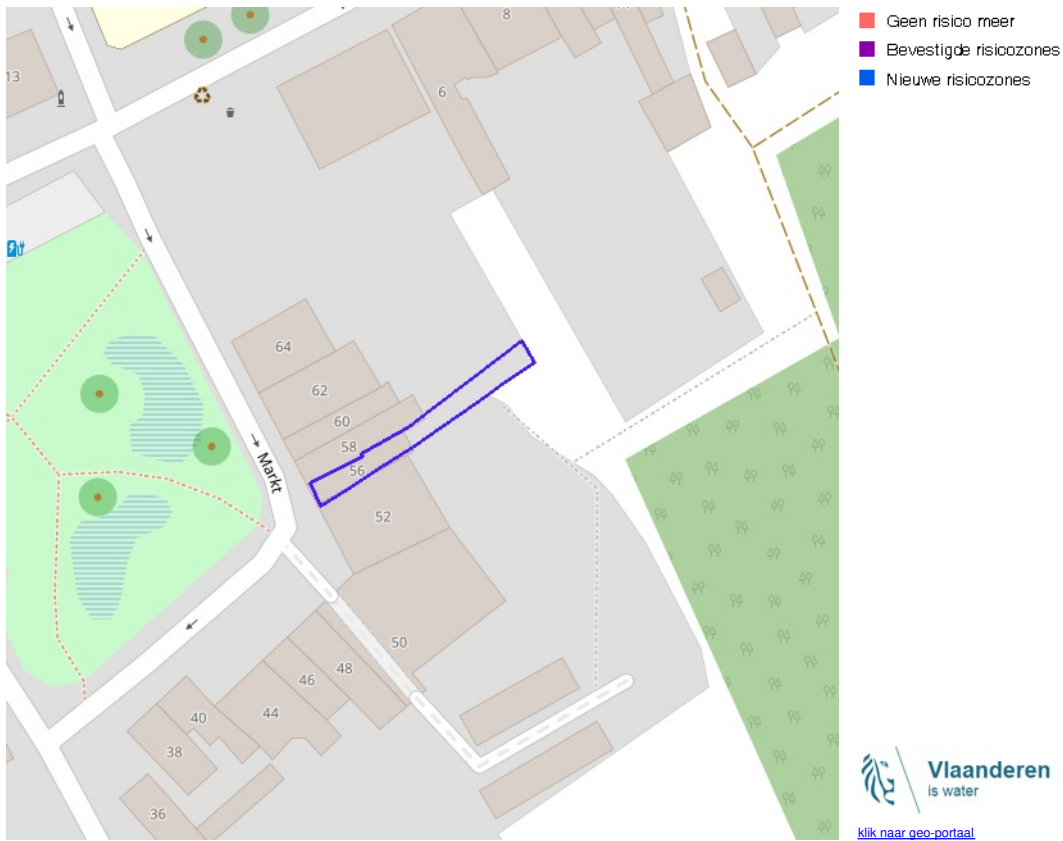 Geen risico meer
Bevestigde risicozones
Nieuwe risicozones
8
13
6
64
62
60
58
56
Markt
52
50
48
46
44
40
38
36
Vlaanderen
is water
klik naar geo-portaal